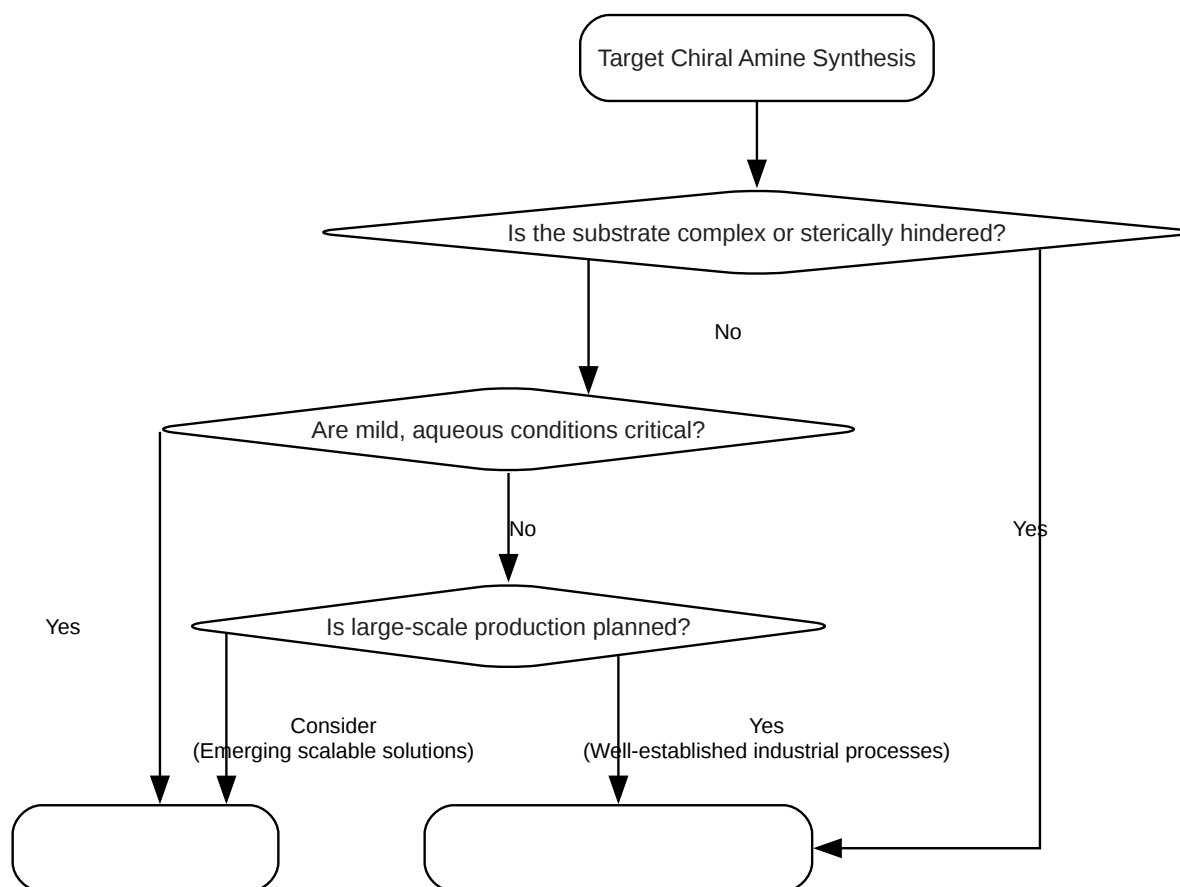 Target Chiral Amine Synthesis
Is the substrate complex or sterically hindered?
No
Are mild, aqueous conditions critical?
No
Yes
Yes
Is large-scale production planned?
Consider
(Emerging scalable solutions)
Yes
(Well-established industrial processes)